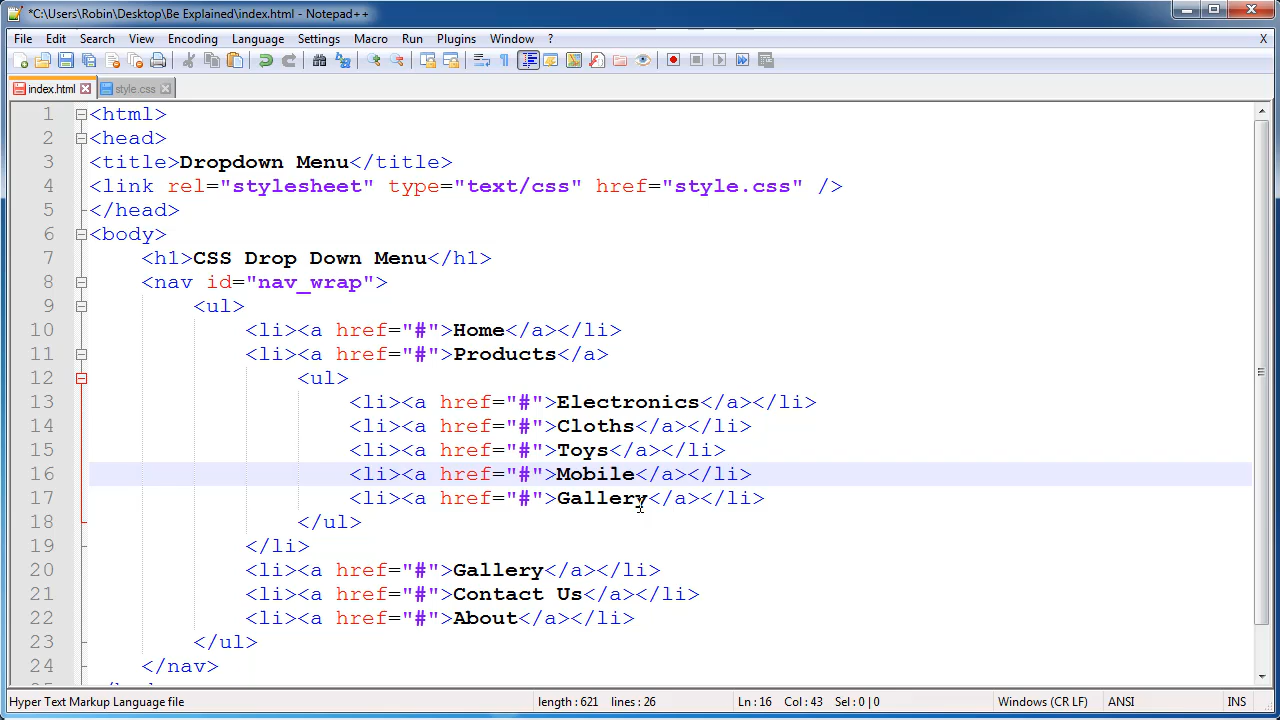 *C:\Users\Robin\Desktop\Be Explained\index.html - Notepad++
File Edit Search View Encoding Language Settings Macro Run Plugins Window ? X
index.html style.css
1 <html>
2 <head>
3 <title>Dropdown Menu</title>
4 <link rel="stylesheet" type="text/css" href="style.css" />
5 </head>
6 <body>
7 <h1>CSS Drop Down Menu</h1>
8 <nav id="nav_wrap">
9 <ul>
10 <li><a href="#">Home</a></li>
11 <li><a href="#">Products</a>
12 <ul>
13 <li><a href="#">Electronics</a></li>
14 <li><a href="#">Cloths</a></li>
15 <li><a href="#">Toys</a></li>
16 <li><a href="#">Mobile</a></li>
17 <li><a href="#">Gallery</a></li>
18 </ul>
19 </li>
20 <li><a href="#">Gallery</a></li>
21 <li><a href="#">Contact Us</a></li>
22 <li><a href="#">About</a></li>
23 </ul>
24 </nav>
Hyper Text Markup Language file length : 621 lines : 26 Ln : 16 Col : 43 Sel : 0 | 0 Windows (CR LF) ANSI INS